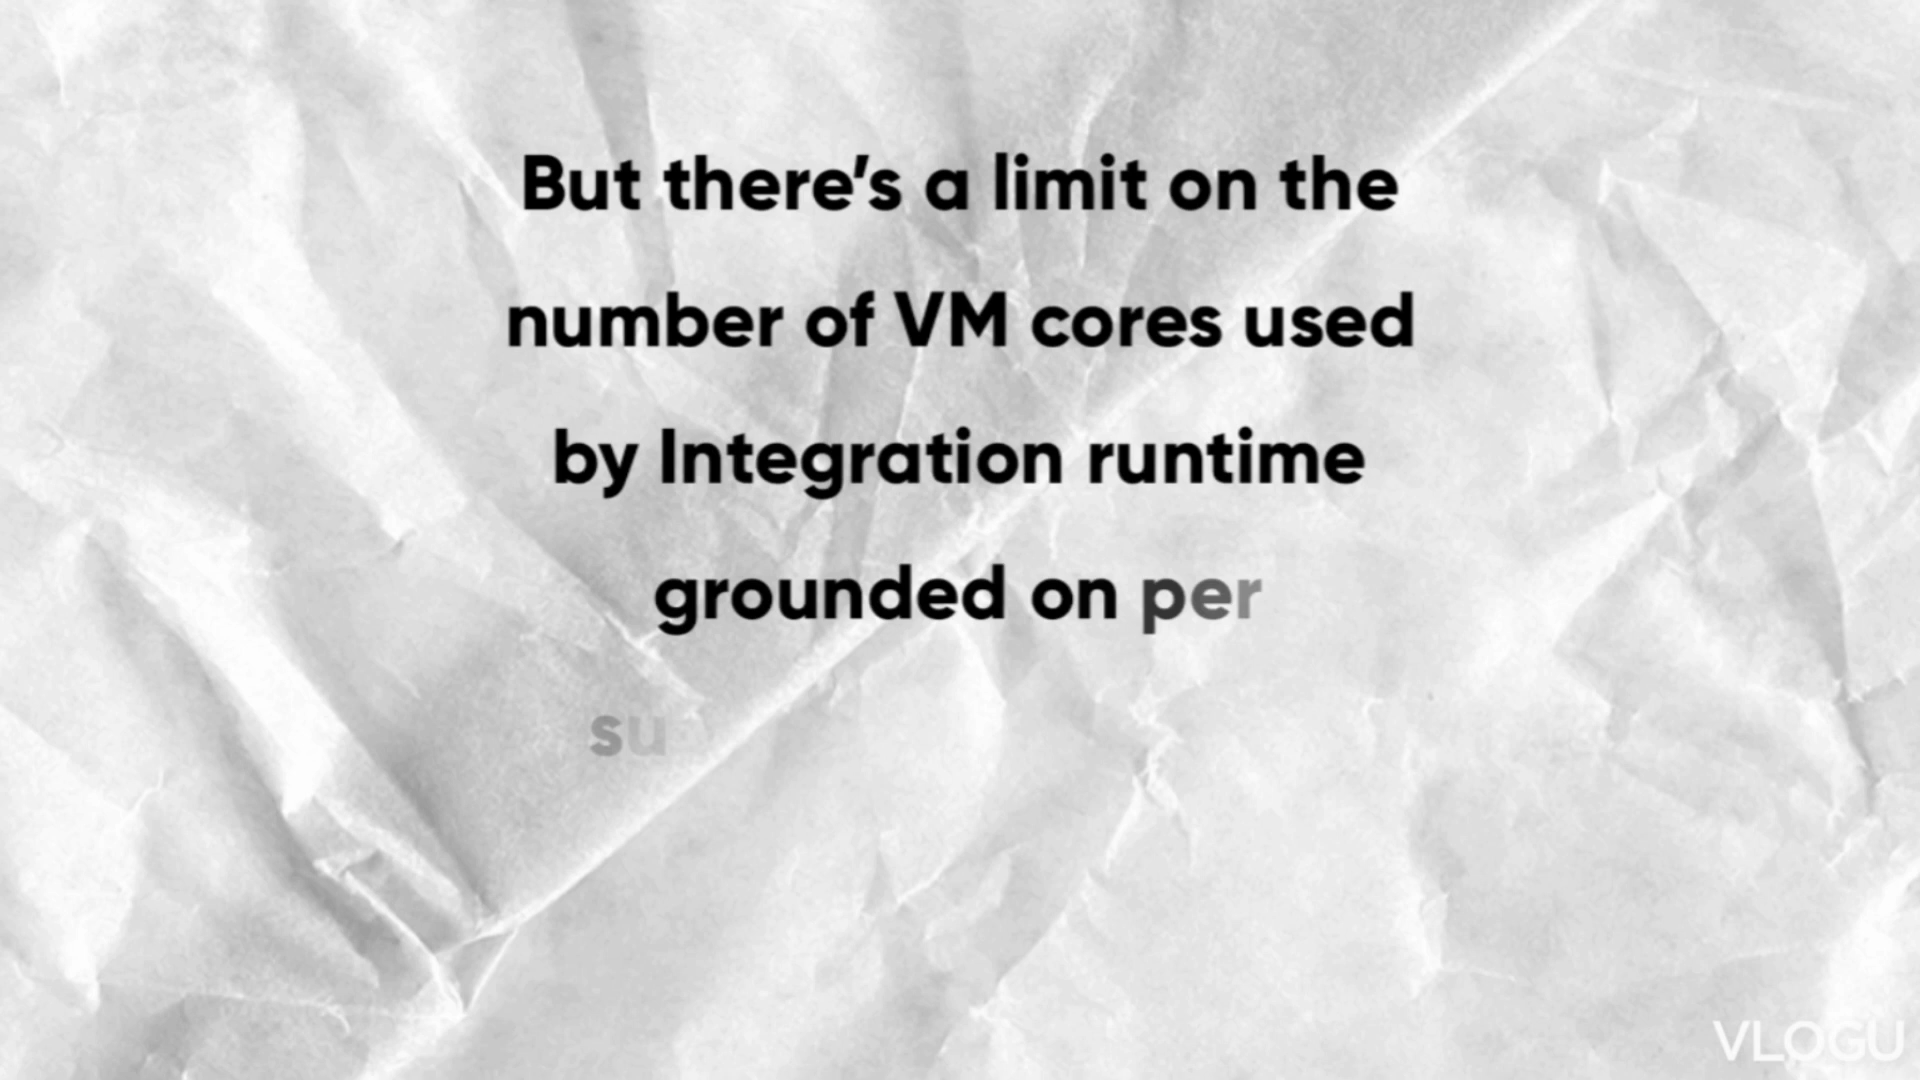 But there's a limit on the
number of VM cores used
by Integration runtime
grounded on per
su
VLOGU